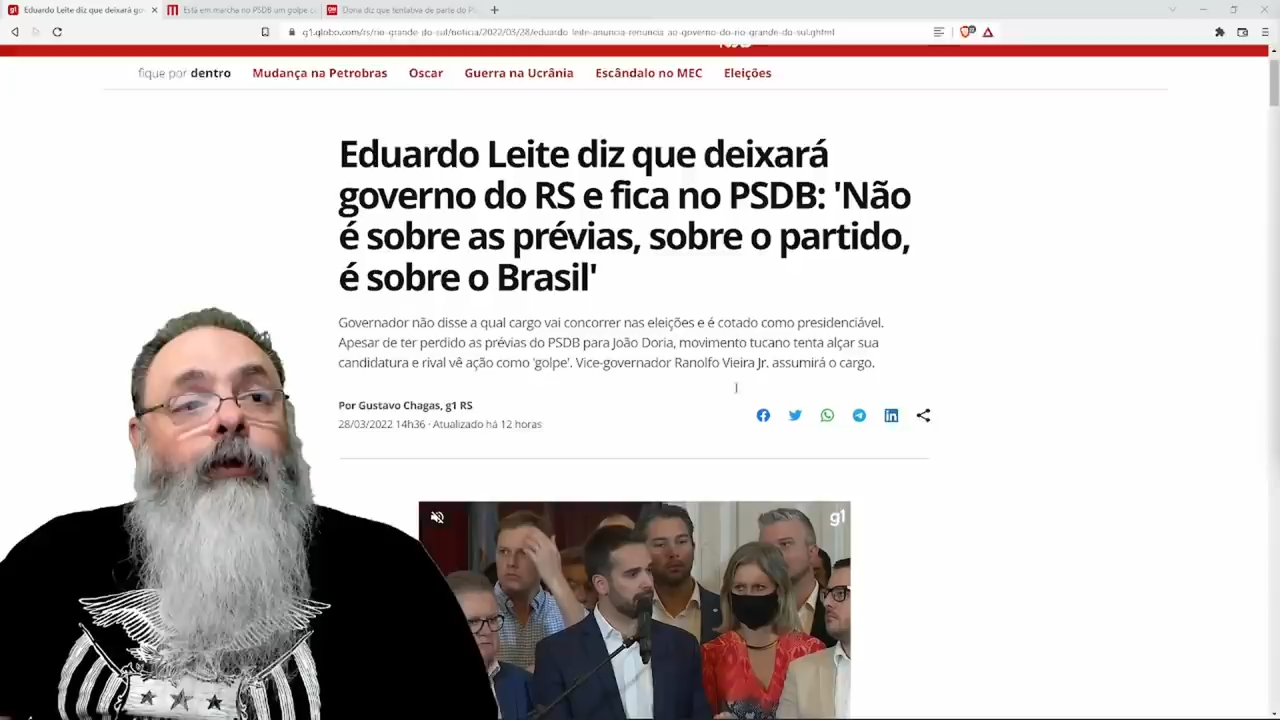 Eduardo Leite diz que deixará go
Está em marcha no PSDB um golpe co
Doria diz que tentativa de parte do PS
g1.globo.com/rs/rio-grande-do-sul/noticia/2022/03/28/eduardo-leite-anuncia-renuncia-ao-governo-do-rio-grande-do-sul.ghtml
fique por dentro Mudança na Petrobras Oscar Guerra na Ucrânia Escândalo no MEC Eleições
Eduardo Leite diz que deixará
governo do RS e fica no PSDB: 'Não
é sobre as prévias, sobre o partido,
é sobre o Brasil'
Governador não disse a qual cargo vai concorrer nas eleições e é cotado como presidenciável.
Apesar de ter perdido as prévias do PSDB para João Doria, movimento tucano tenta alçar sua
candidatura e rival vê ação como 'golpe'. Vice-governador Ranolfo Vieira Jr. assumirá o cargo.
Por Gustavo Chagas, g1 RS
28/03/2022 14h36 · Atualizado há 12 horas
g1